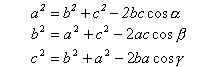 a² = b² + c² − 2bc cos α
b² = a² + c² − 2ac cos β
c² = b² + a² − 2ba cos γ